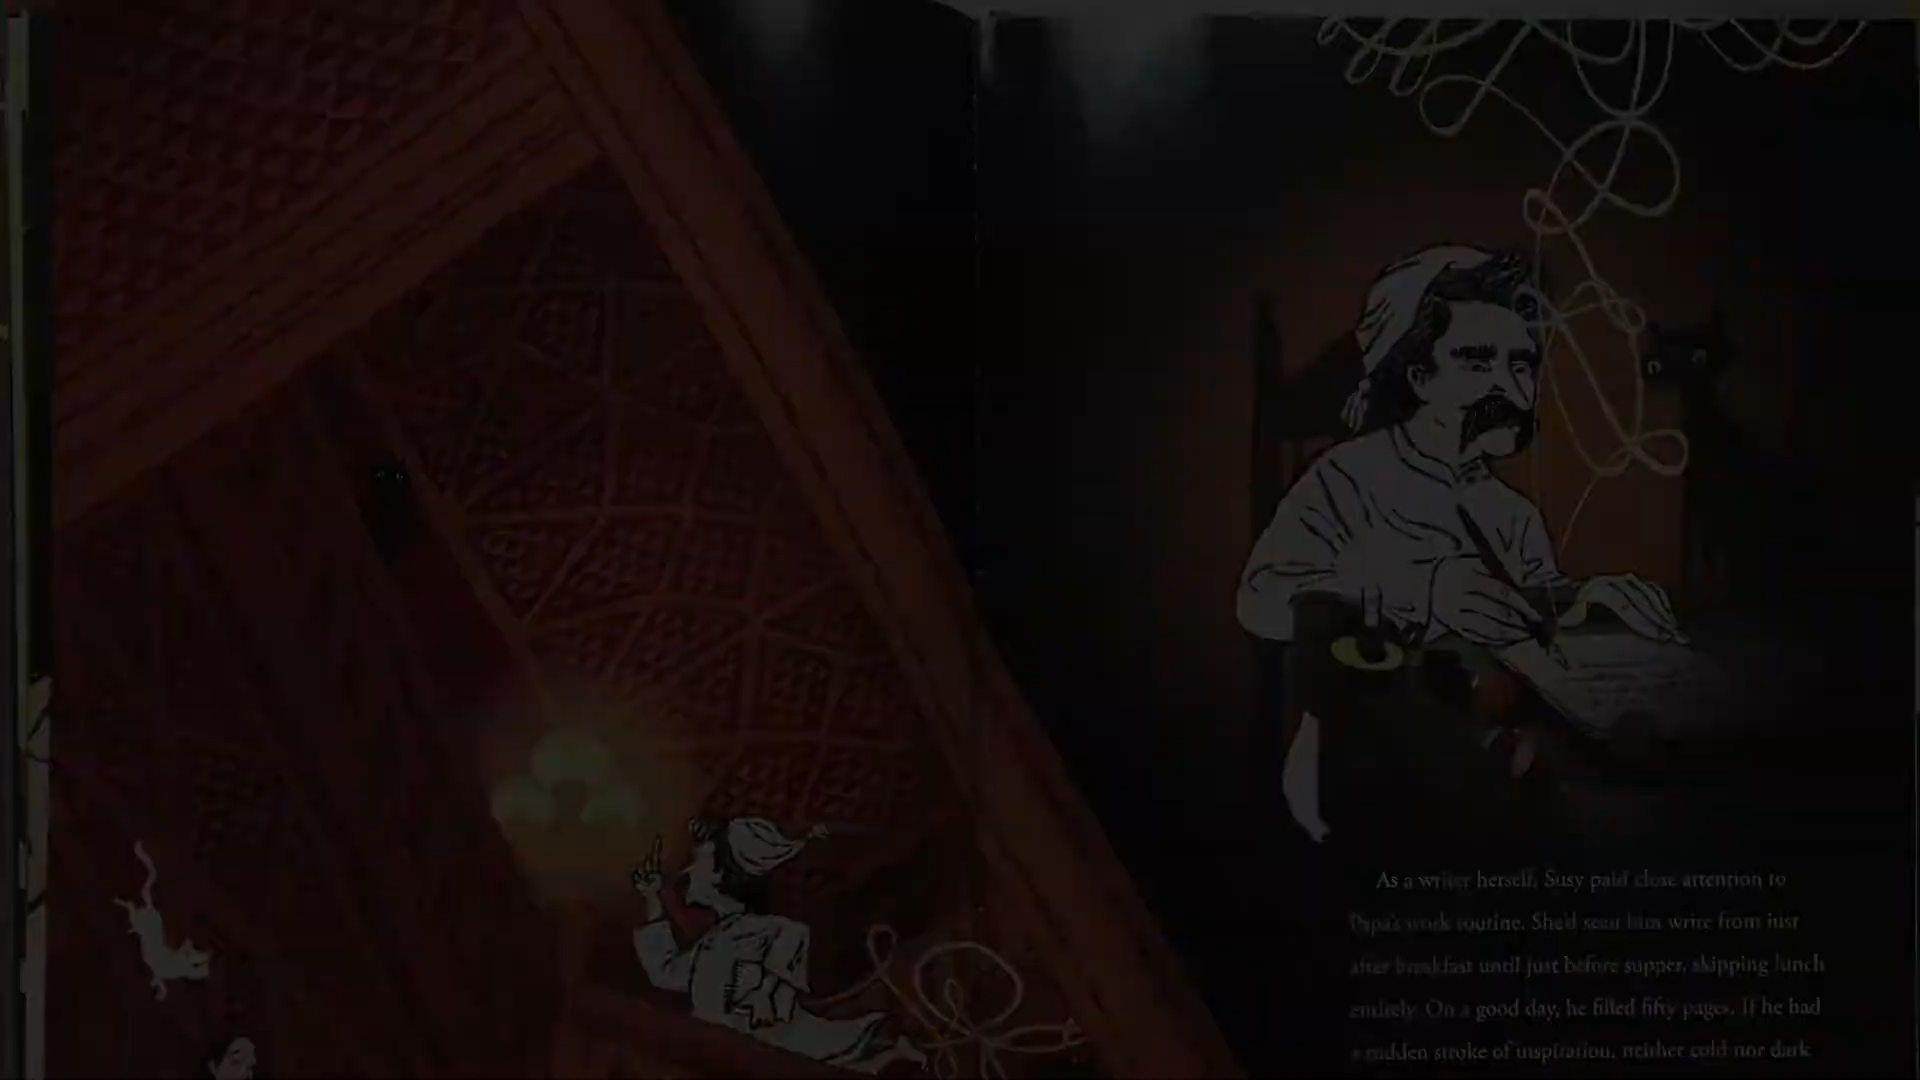 As a writer herself, Susy paid close attention to
Papa's work routine. She'd seen him write from just
after breakfast until just before supper, skipping lunch
entirely. On a good day, he filled fifty pages. If he had
a sudden stroke of inspiration, neither cold nor dark